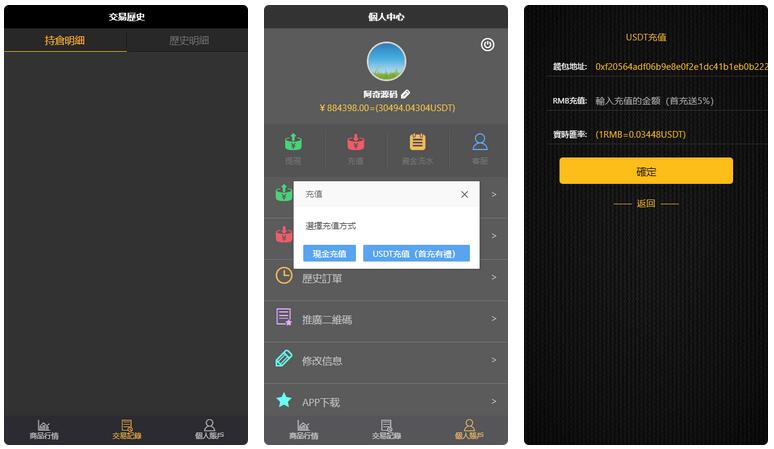 交易歷史
持倉明細
歷史明細
商品行情
交易記錄
個人賬戶
個人中心
阿奇源码
¥ 884398.00=(30494.04304USDT)
提現
充值
資金流水
客服
充值
選擇充值方式
現金充值
USDT充值（首充有禮）
>
>
歷史訂單
>
推廣二維碼
>
修改信息
>
APP下載
>
商品行情
交易記錄
個人賬戶
USDT充值
錢包地址:
0xf20564adf06b9e8e0f2e1dc41b1eb0b222
RMB充值:
輸入充值的金額（首充送5%）
實時匯率:
(1RMB=0.03448USDT)
確定
返回